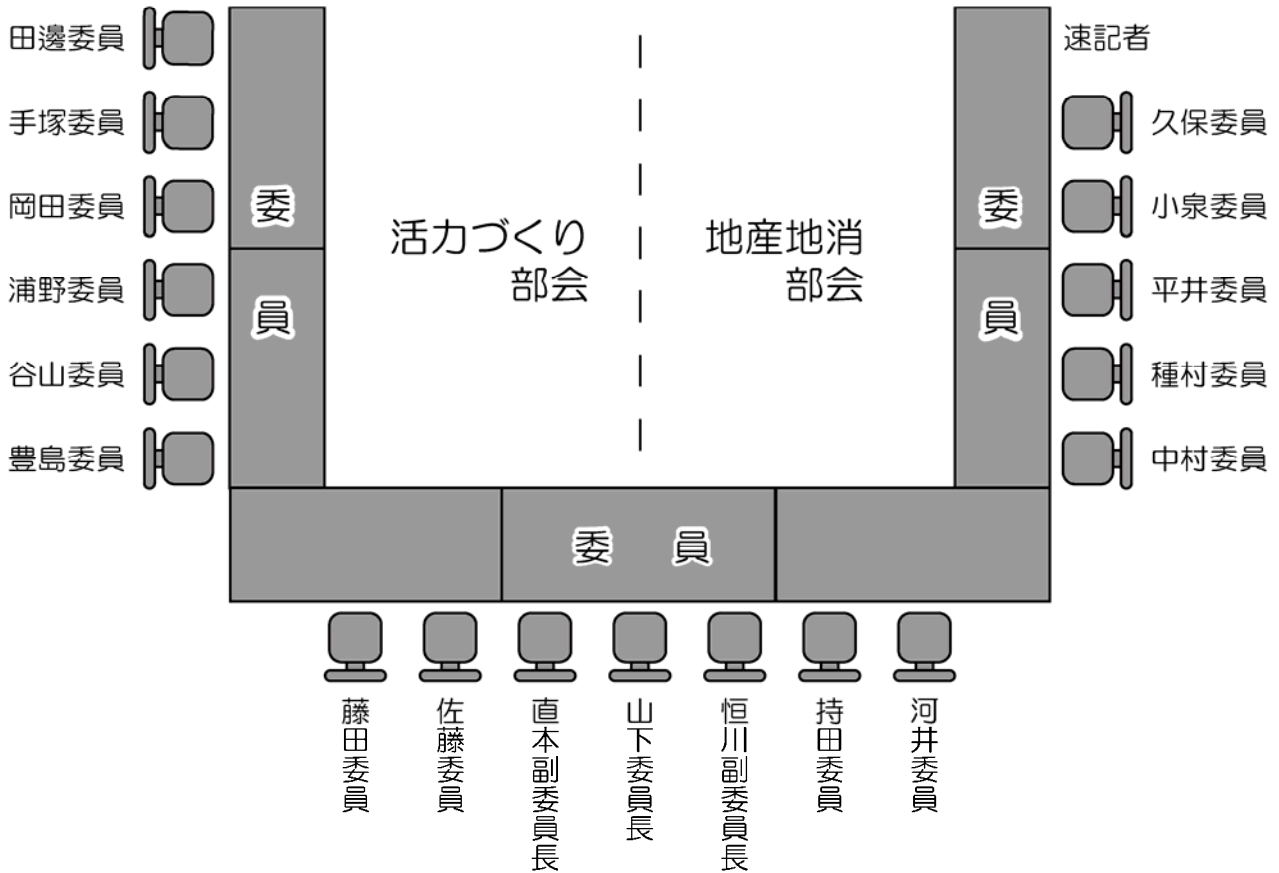 田邊委員
手塚委員
岡田委員
浦野委員
谷山委員
豊島委員
委員
活力づくり
部会
地産地消
部会
委員
速記者
久保委員
小泉委員
平井委員
種村委員
中村委員
委員
藤田委員
佐藤委員
直本副委員長
山下委員長
恒川副委員長
持田委員
河井委員